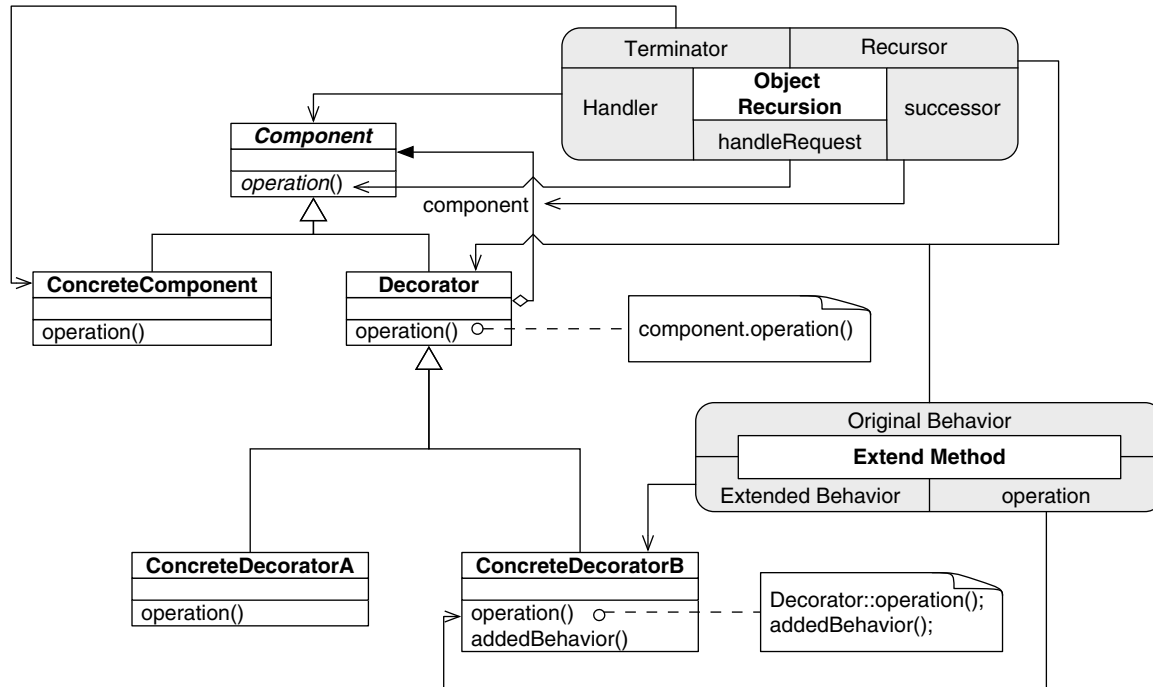 Terminator
Recursor
Handler
Object
Recursion
successor
handleRequest
Component
operation()
component
ConcreteComponent
operation()
Decorator
operation()
component.operation()
Original Behavior
Extend Method
Extended Behavior
operation
ConcreteDecoratorA
operation()
ConcreteDecoratorB
operation()
addedBehavior()
Decorator::operation();
addedBehavior();